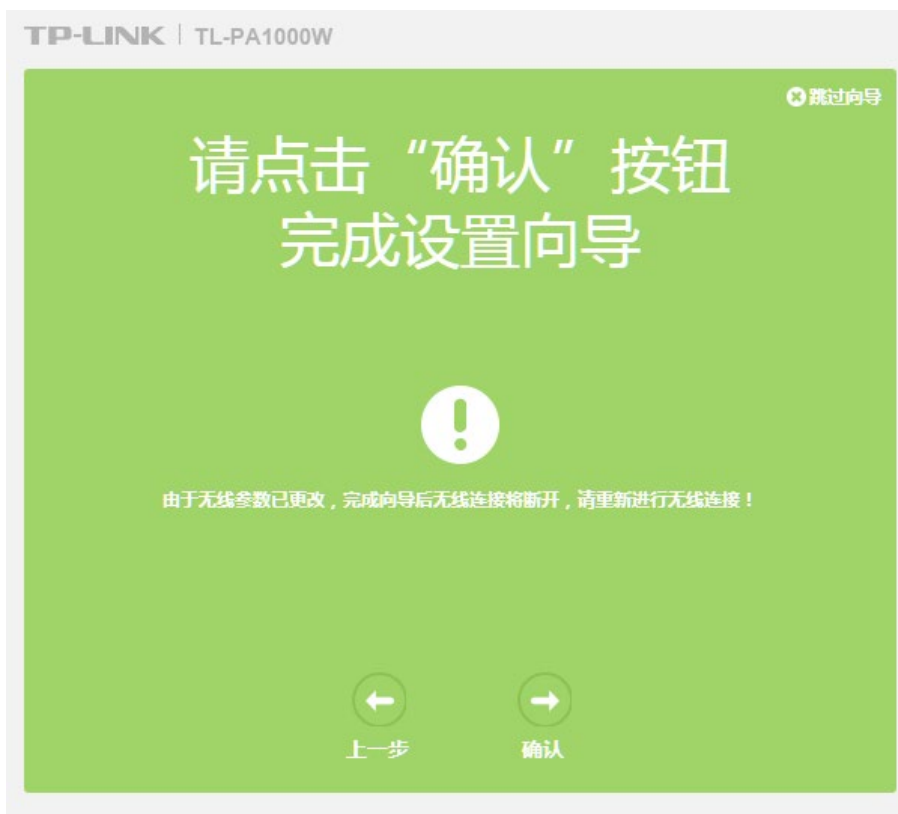 TP-LINK | TL-PA1000W
跳过向导
请点击“确认”按钮
完成设置向导
由于无线参数已更改，完成向导后无线连接将断开，请重新进行无线连接！
上一步
确认